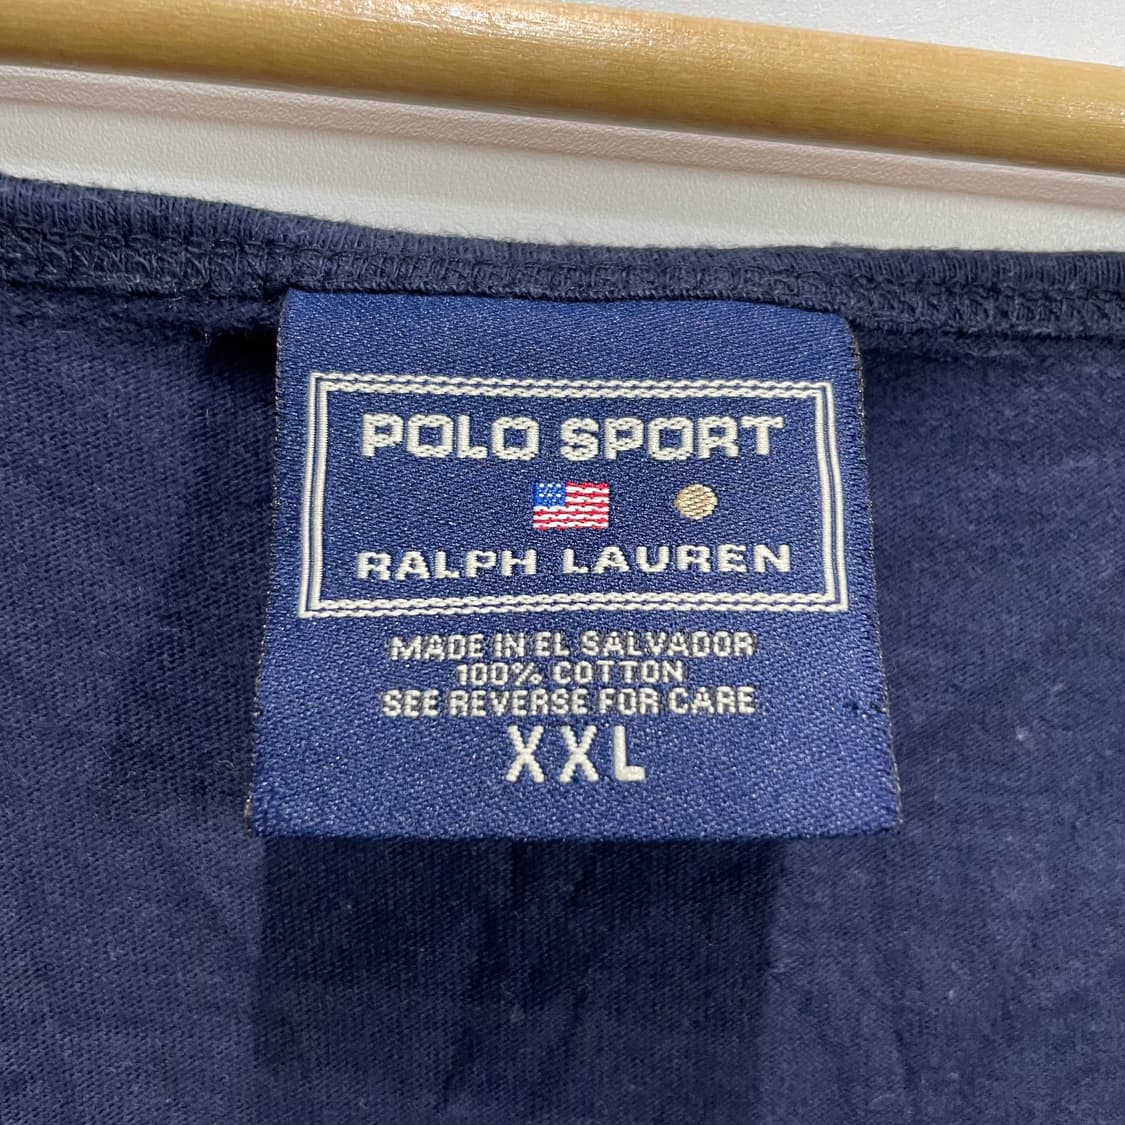 POLO SPORT
RALPH LAUREN
MADE IN EL SALVADOR
100% COTTON
SEE REVERSE FOR CARE
XXL